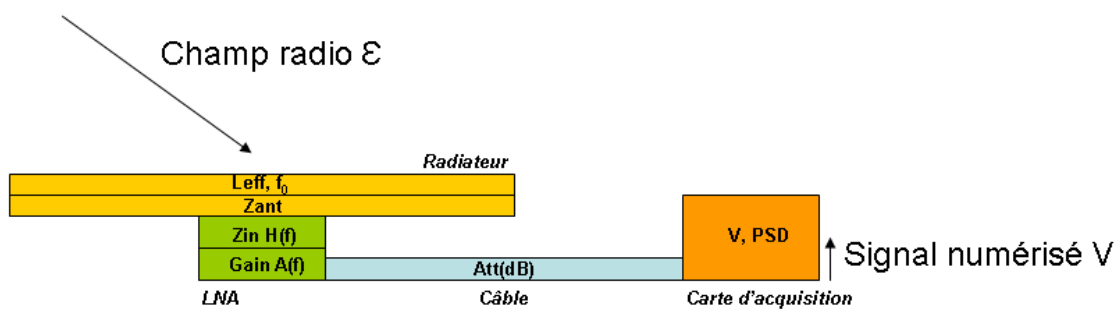 Champ radio Ɛ
Radiateur
Leff, f₀
Zant
Zin H(f)
Gain A(f)
Att(dB)
V, PSD
Signal numérisé V
LNA
Câble
Carte d'acquisition